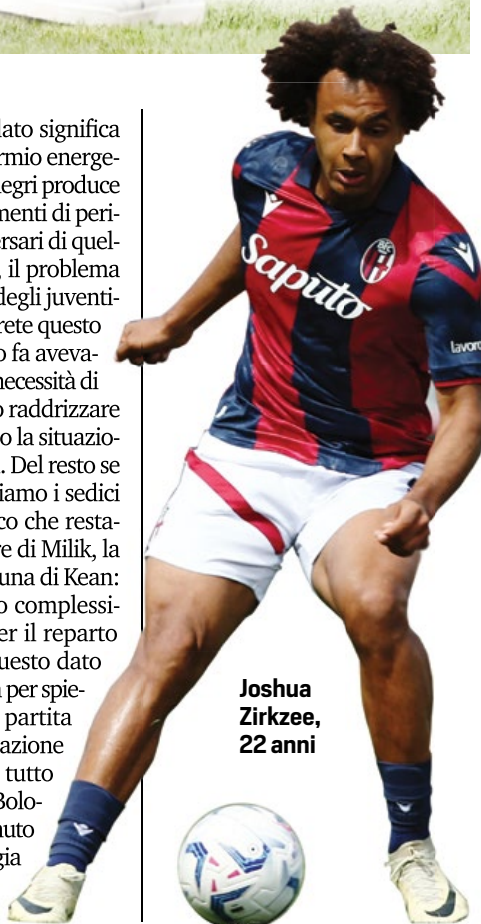 lato significa
rmio energe-
legri produce
menti di peri-
ersari di quel-
, il problema
degli juventi-
rete questo
o fa aveva-
necessità di
o raddrizzare
o la situazio-
. Del resto se
iamo i sedici
co che resta-
re di Milik, la
una di Kean:
o complessi-
er il reparto
uesto dato
per spie-
partita
azione
tutto
Bolo-
nuto
gia
Saputo
lavoro
Joshua
Zirkzee,
22 anni